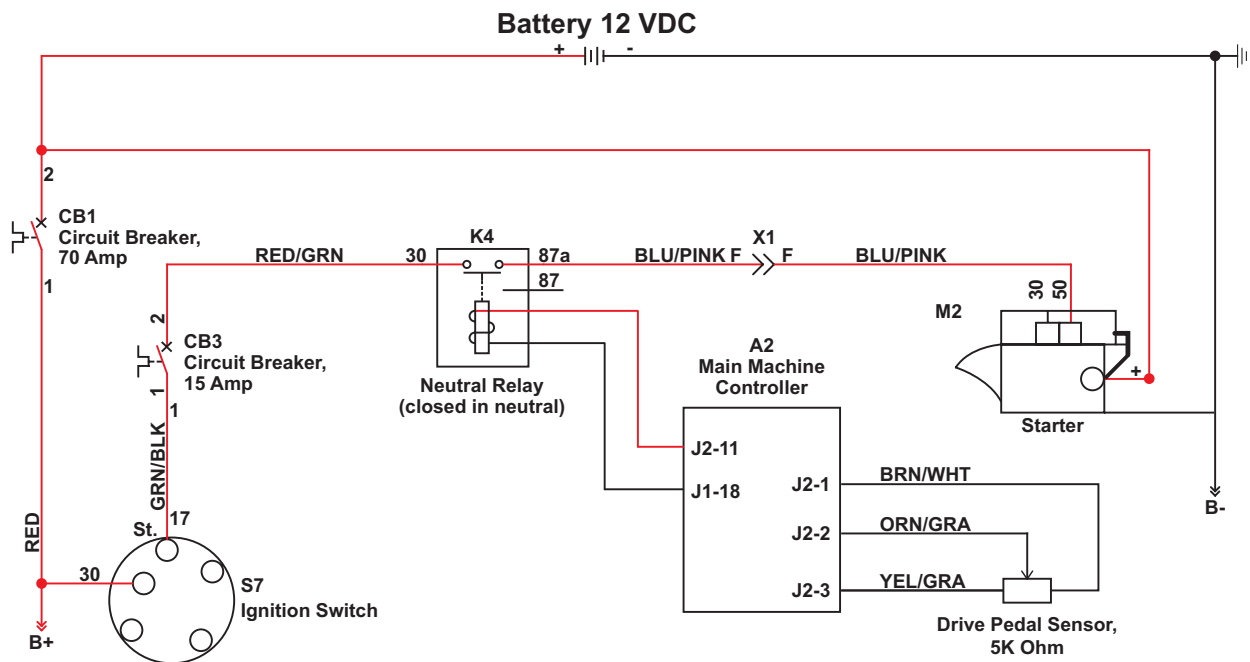 Battery 12 VDC
+ -
2
CB1
Circuit Breaker,
70 Amp
1
RED
RED/GRN
30
K4
87a
87
BLU/PINK F
X1
F
BLU/PINK
30
50
M2
+
Starter
2
CB3
Circuit Breaker,
15 Amp
1
1
GRN/BLK
Neutral Relay
(closed in neutral)
A2
Main Machine
Controller
J2-11
J1-18
J2-1
J2-2
J2-3
BRN/WHT
ORN/GRA
YEL/GRA
Drive Pedal Sensor,
5K Ohm
B-
St.
17
30
S7
Ignition Switch
B+